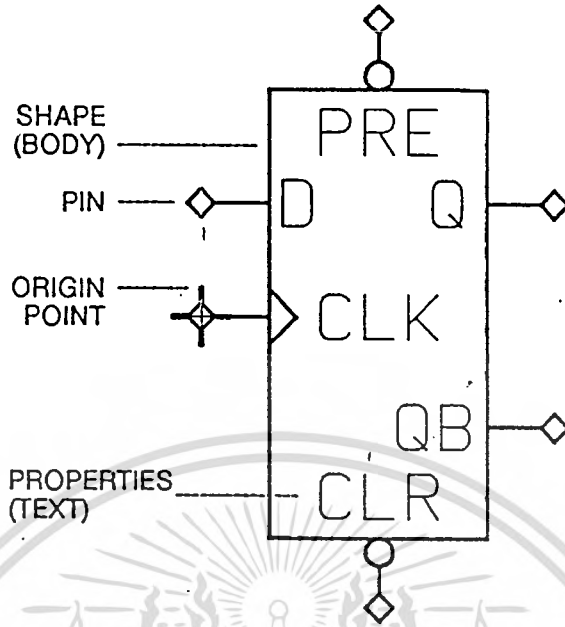 SHAPE
(BODY)
PRE
PIN
D
Q
ORIGIN
POINT
CLK
QB
PROPERTIES
(TEXT)
CLR